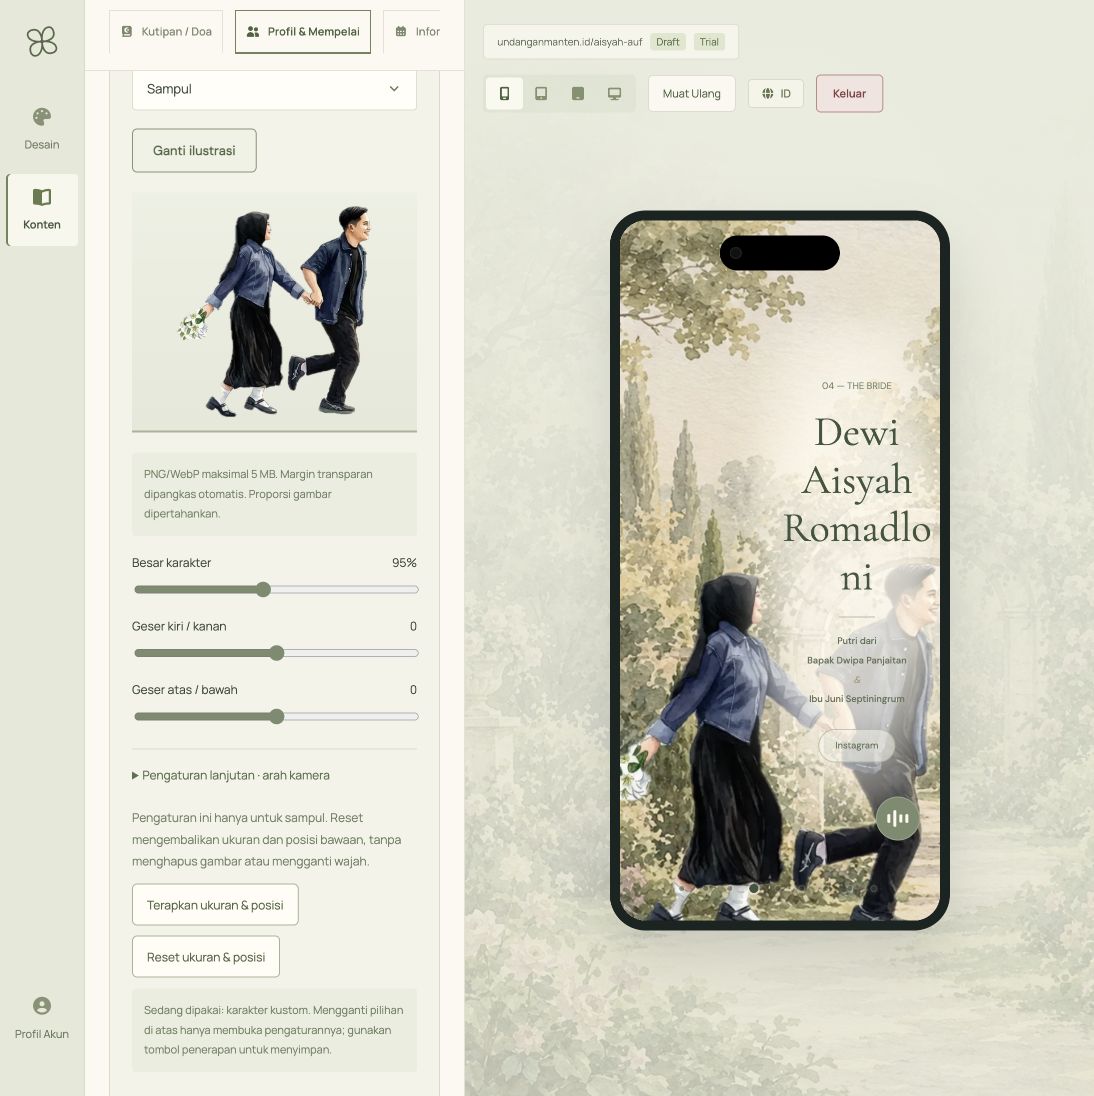 Kutipan / Doa
Profil & Mempelai
Infor
undanganmanten.id/aisyah-auf
Draft
Trial
Muat Ulang
ID
Keluar
Desain
Konten
Profil Akun
Sampul
Ganti ilustrasi
PNG/WebP maksimal 5 MB. Margin transparan
dipangkas otomatis. Proporsi gambar
dipertahankan.
Besar karakter
95%
Geser kiri / kanan
0
Geser atas / bawah
0
Pengaturan lanjutan · arah kamera
Pengaturan ini hanya untuk sampul. Reset
mengembalikan ukuran dan posisi bawaan, tanpa
menghapus gambar atau mengganti wajah.
Terapkan ukuran & posisi
Reset ukuran & posisi
Sedang dipakai: karakter kustom. Mengganti pilihan
di atas hanya membuka pengaturannya; gunakan
tombol penerapan untuk menyimpan.
04 — THE BRIDE
Dewi
Aisyah
Romadlo
ni
Putri dari
Bapak Dwipa Panjaitan
&
Ibu Juni Septiningrum
Instagram